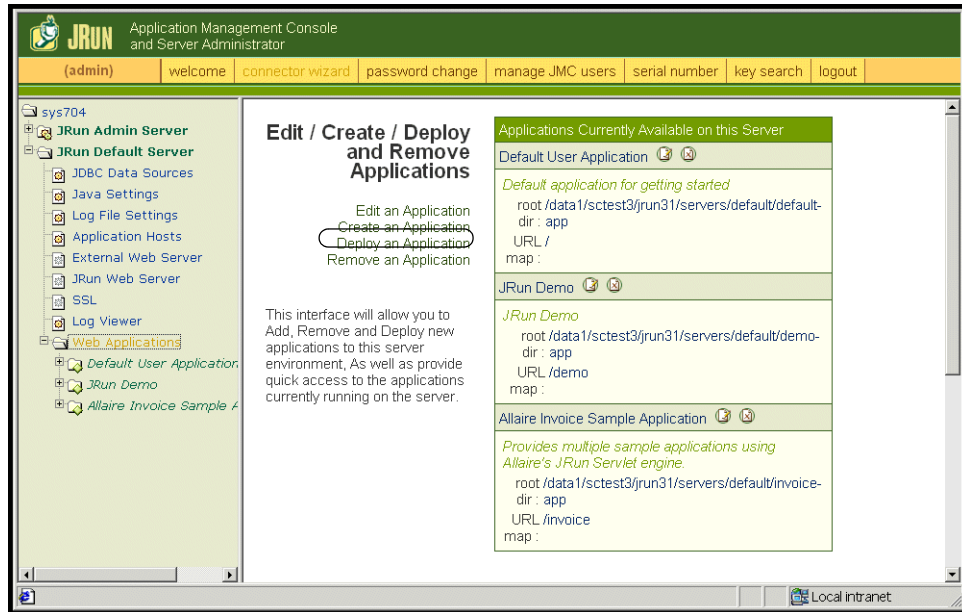 JRUN
Application Management Console
and Server Administrator
(admin)
welcome
connector wizard
password change
manage JMC users
serial number
key search
logout
sys704
JRun Admin Server
JRun Default Server
JDBC Data Sources
Java Settings
Log File Settings
Application Hosts
External Web Server
JRun Web Server
SSL
Log Viewer
Web Applications
Default User Application
JRun Demo
Allaire Invoice Sample A
Edit / Create / Deploy
and Remove
Applications
Edit an Application
Create an Application
Deploy an Application
Remove an Application
This interface will allow you to
Add, Remove and Deploy new
applications to this server
environment, As well as provide
quick access to the applications
currently running on the server.
Applications Currently Available on this Server
Default User Application
Default application for getting started
root /data1/sctest3/jrun31/servers/default/default-
dir : app
URL /
map :
JRun Demo
JRun Demo
root /data1/sctest3/jrun31/servers/default/demo-
dir : app
URL /demo
map :
Allaire Invoice Sample Application
Provides multiple sample applications using
Allaire's JRun Servlet engine.
root /data1/sctest3/jrun31/servers/default/invoice-
dir : app
URL /invoice
map :
Local intranet